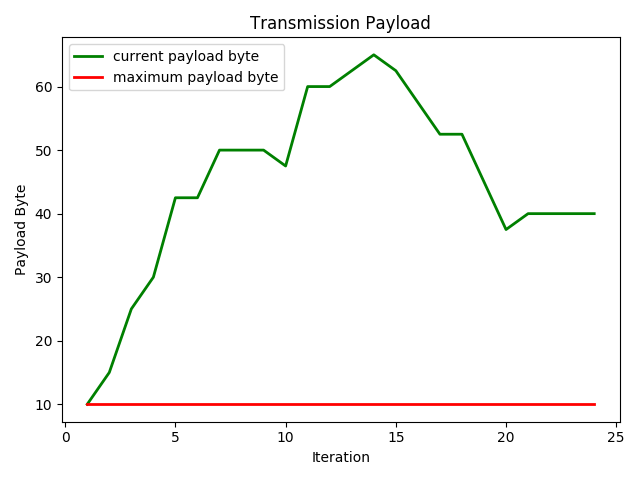 Transmission Payload
current payload byte
maximum payload byte
60
50
40
30
20
10
Payload Byte
0 5 10 15 20 25
Iteration